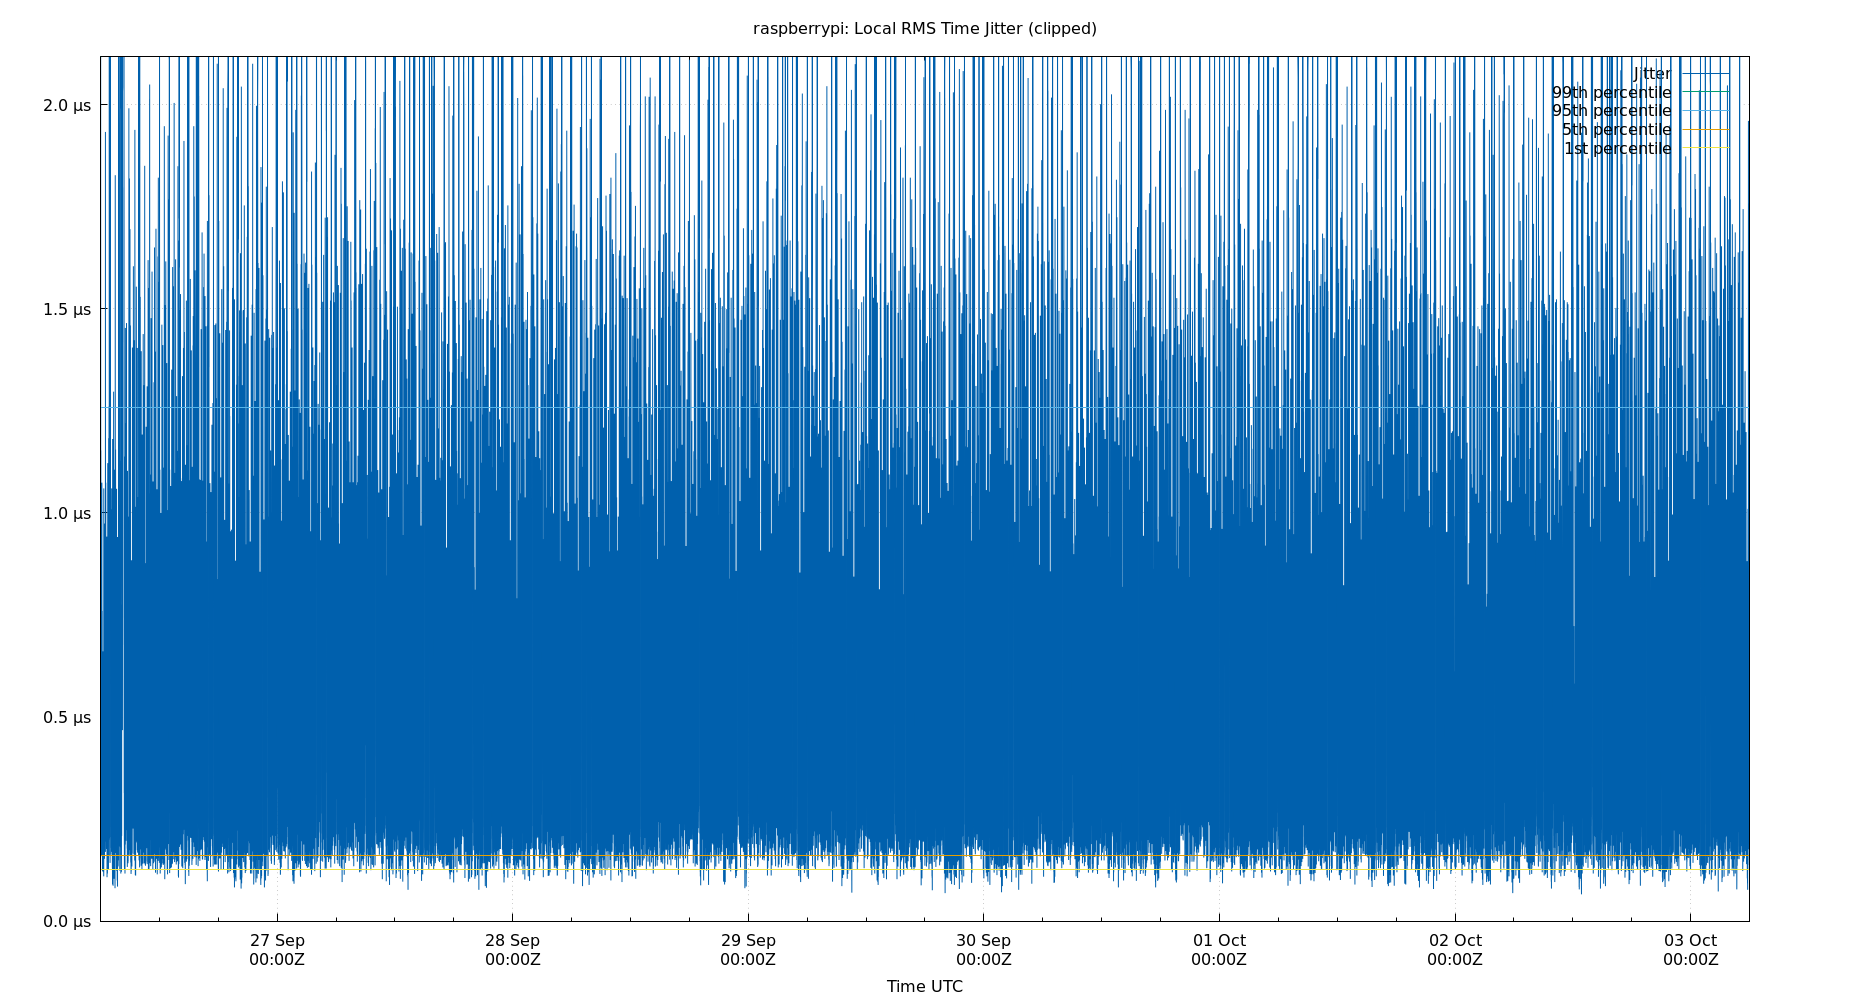 raspberrypi: Local RMS Time Jitter (clipped)
Jitter
99th percentile
95th percentile
5th percentile
1st percentile
2.0 µs
1.5 µs
1.0 µs
0.5 µs
0.0 µs
27 Sep 28 Sep 29 Sep 30 Sep 01 Oct 02 Oct 03 Oct
00:00Z 00:00Z 00:00Z 00:00Z 00:00Z 00:00Z 00:00Z
Time UTC